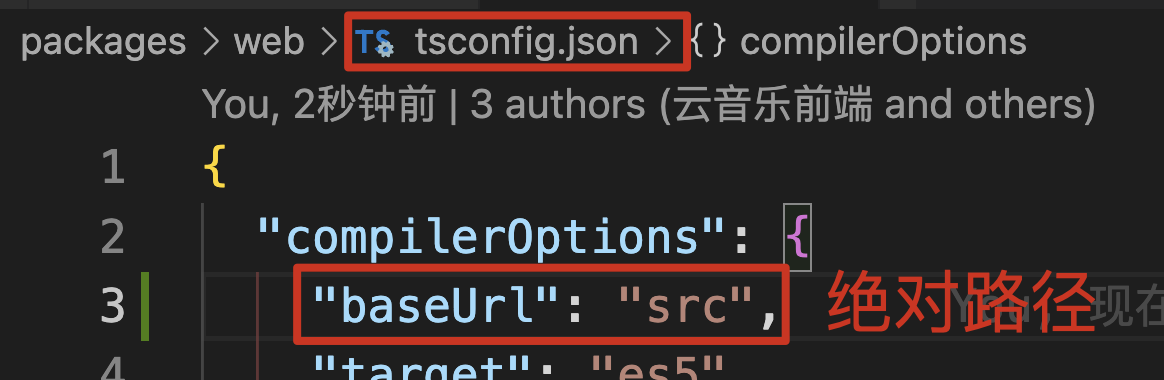 packages > web > TS tsconfig.json > {} compilerOptions
You, 2秒钟前 | 3 authors (云音乐前端 and others)
1 {
2 "compilerOptions": {
3 "baseUrl": "src", 绝对路径 现在
4 "target": "es5"